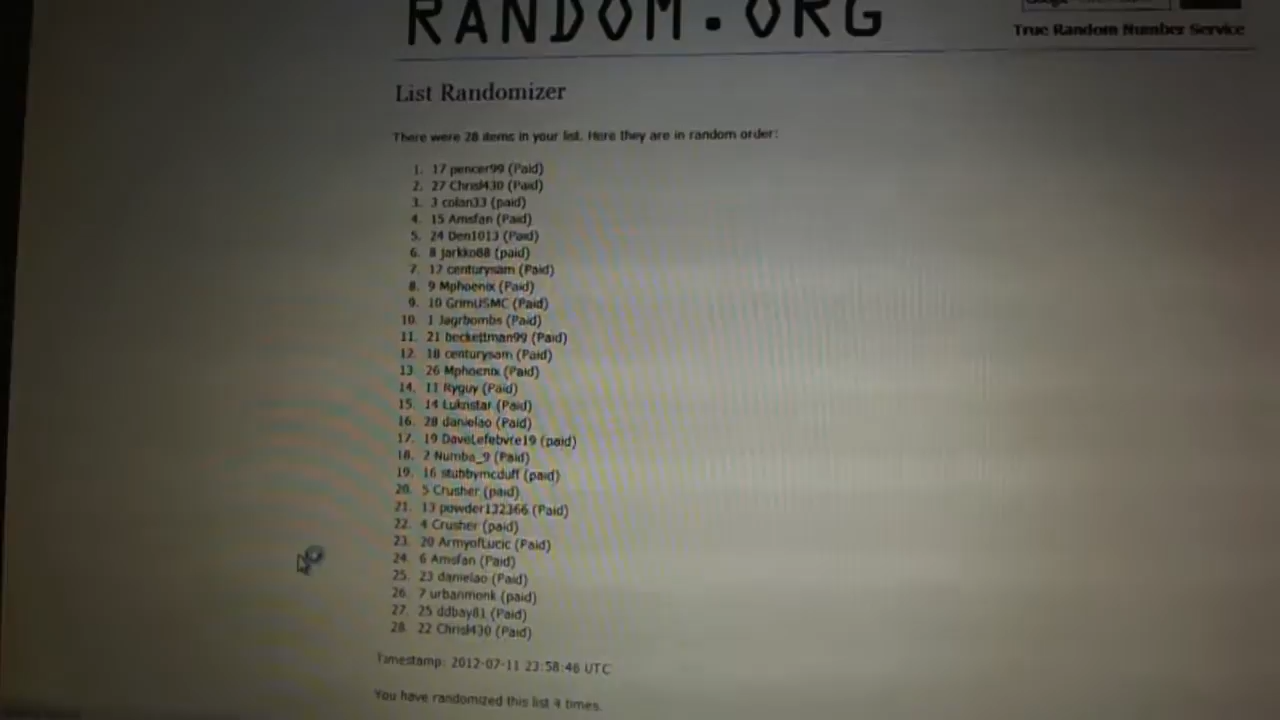 RANDOM.ORG
True Random Number Service
List Randomizer
There were 28 items in your list. Here they are in random order:
1. 17 pencer99 (Paid)
2. 27 Chrisl430 (Paid)
3. 3 colan33 (paid)
4. 15 Amsfan (Paid)
5. 24 Den1013 (Paid)
6. 8 jarkko88 (paid)
7. 12 centurysam (Paid)
8. 9 Mphoenix (Paid)
9. 10 GrimUSMC (Paid)
10. 1 Jagrbombs (Paid)
11. 21 beckettman99 (Paid)
12. 18 centurysam (Paid)
13. 26 Mphoenix (Paid)
14. 11 Ryguy (Paid)
15. 14 Luknstar (Paid)
16. 28 danielao (Paid)
17. 19 DaveLefebvre19 (paid)
18. 2 Numba_9 (Paid)
19. 16 stubbymcduff (paid)
20. 5 Crusher (paid)
21. 13 powder132366 (Paid)
22. 4 Crusher (paid)
23. 20 ArmyofLucic (Paid)
24. 6 Amsfan (Paid)
25. 23 danielao (Paid)
26. 7 urbanmonk (paid)
27. 25 ddbay81 (Paid)
28. 22 Chrisl430 (Paid)
Timestamp: 2012-07-11 23:58:46 UTC
You have randomized this list 4 times.